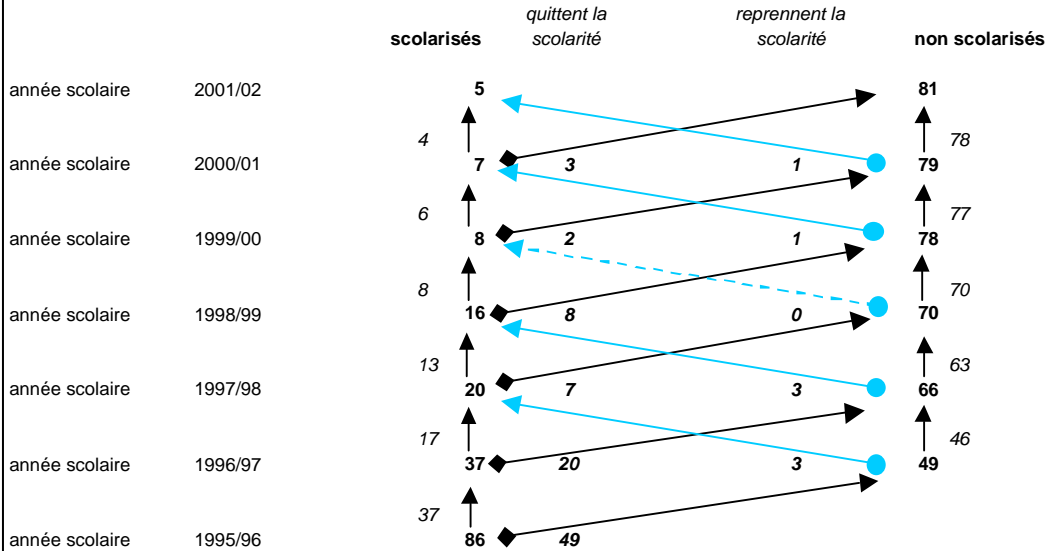 quittent la reprennent la
scolarisés scolarité scolarité non scolarisés
année scolaire 2001/02 5 81
4 78
année scolaire 2000/01 7 3 1 79
6 77
année scolaire 1999/00 8 2 1 78
8 70
année scolaire 1998/99 16 8 0 70
13 63
année scolaire 1997/98 20 7 3 66
17 46
année scolaire 1996/97 37 20 3 49
37
année scolaire 1995/96 86 49